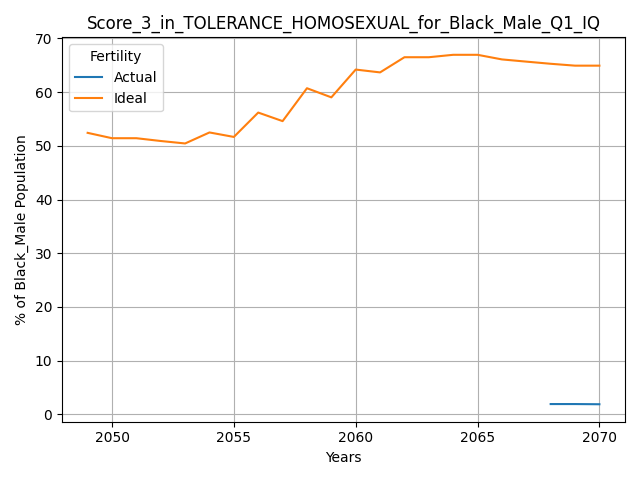 Score_3_in_TOLERANCE_HOMOSEXUAL_for_Black_Male_Q1_IQ
Fertility
Actual
Ideal
% of Black_Male Population
70
60
50
40
30
20
10
0
2050 2055 2060 2065 2070
Years